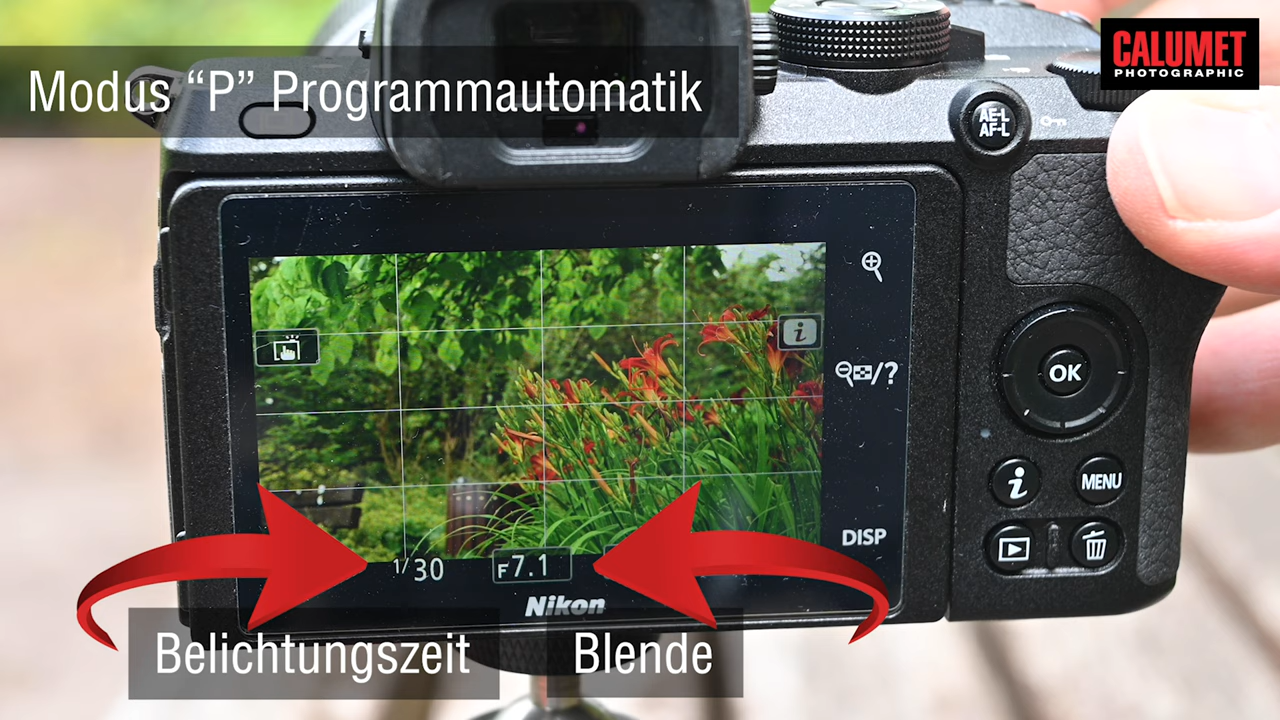 CALUMET
PHOTOGRAPHIC
Modus “P” Programmautomatik
AE-L
AF-L
i
/?
OK
i
MENU
DISP
1/30
F7.1
Nikon
Belichtungszeit
Blende